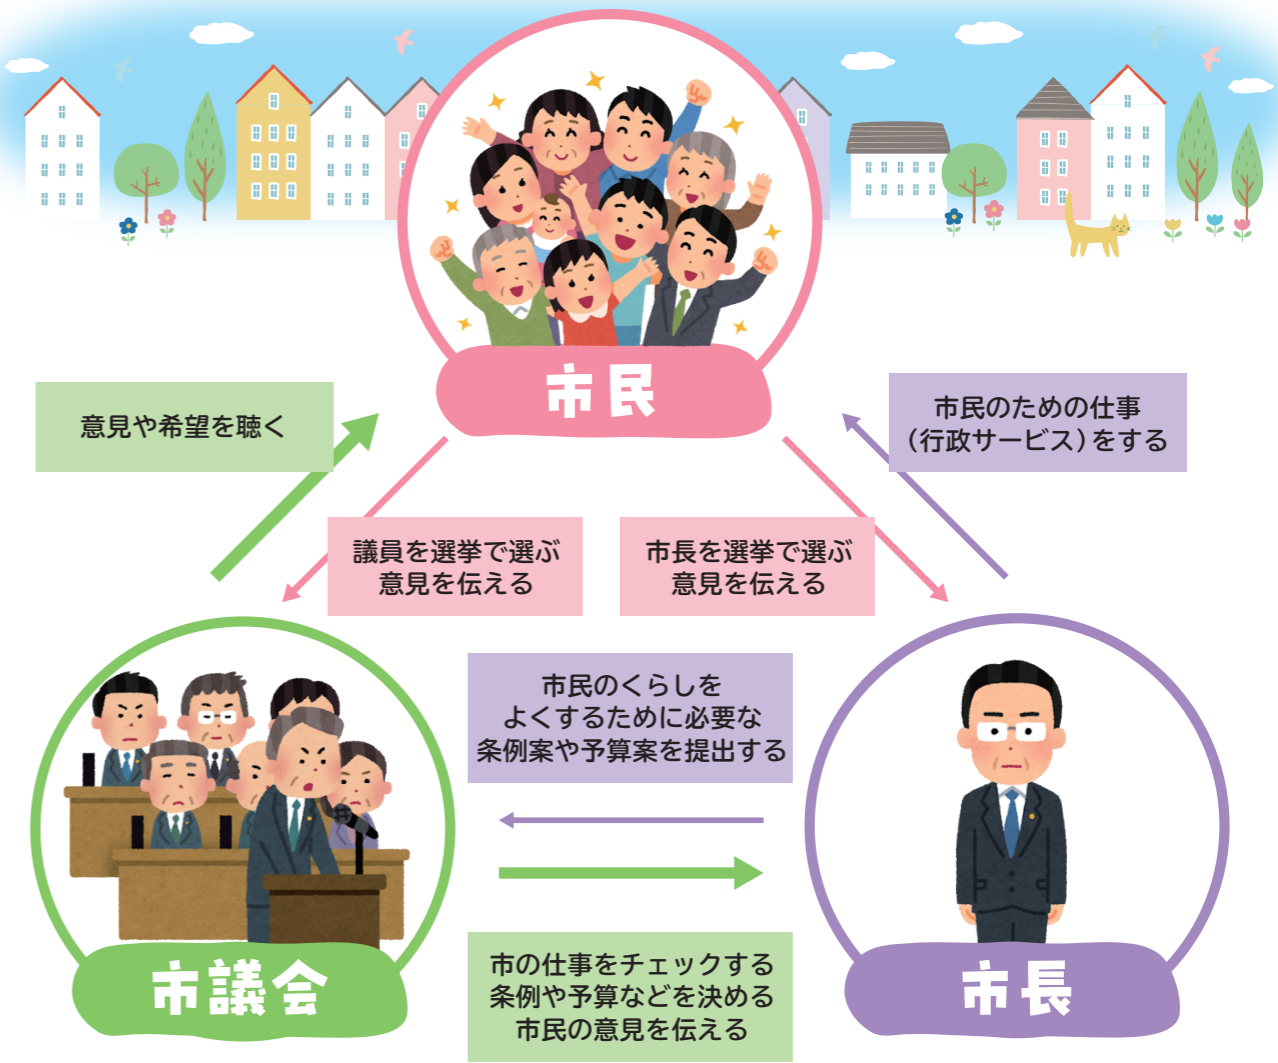 市民
意見や希望を聴く
市民のための仕事
(行政サービス)をする
議員を選挙で選ぶ
意見を伝える
市長を選挙で選ぶ
意見を伝える
市民のくらしを
よくするために必要な
条例案や予算案を提出する
市の仕事をチェックする
条例や予算などを決める
市民の意見を伝える
市議会
市長